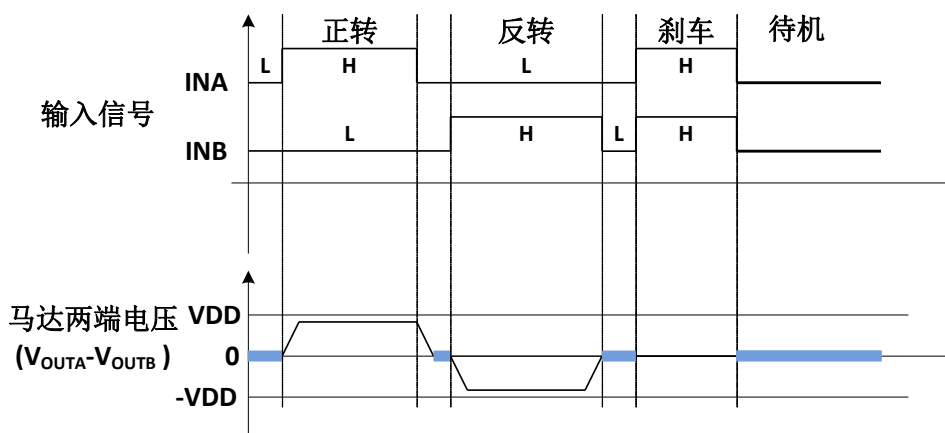 正转 反转 刹车 待机
L H L H
INA
输入信号
L H L H
INB
马达两端电压 VDD
(VOUTA-VOUTB ) 0
-VDD